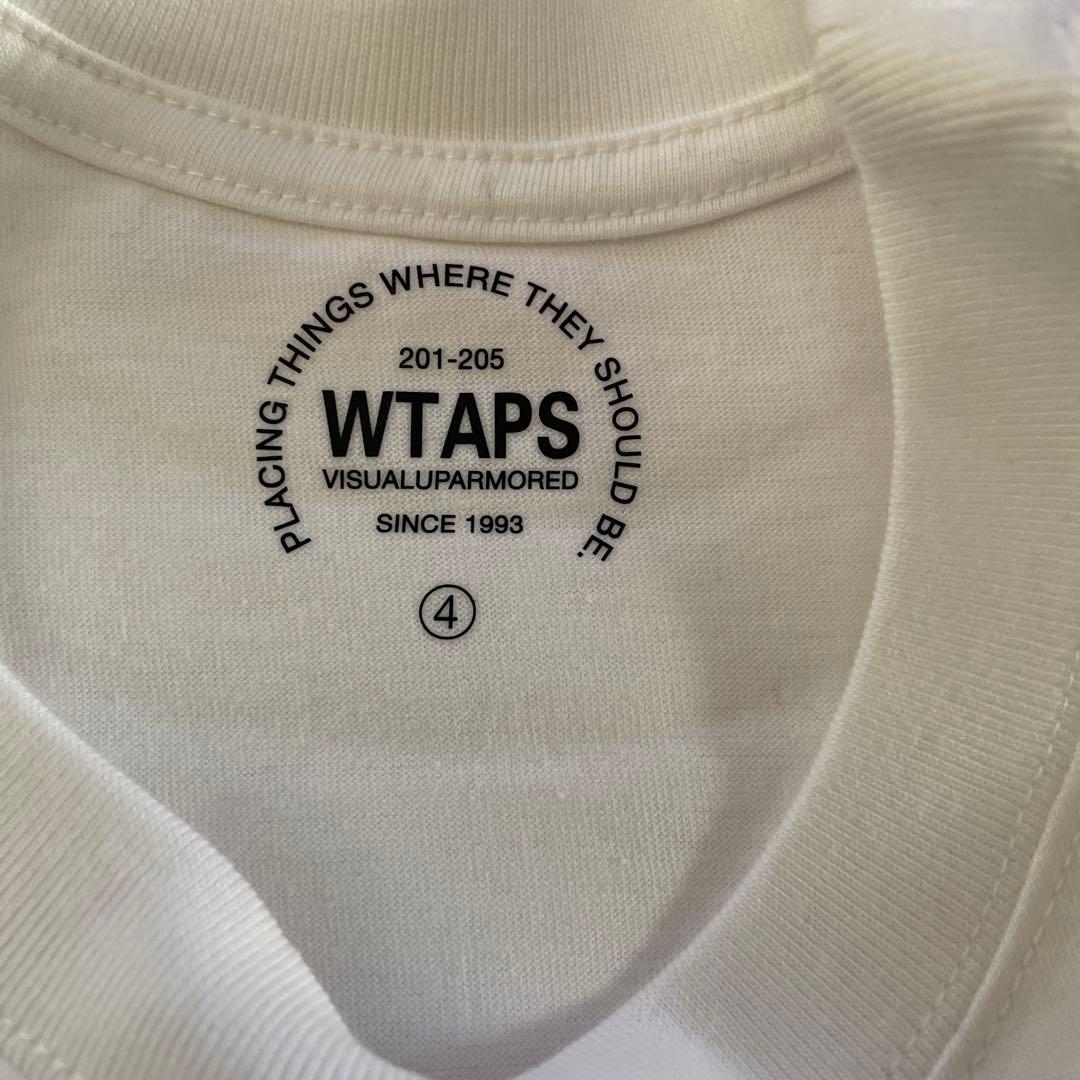 PLACING THINGS WHERE THEY SHOULD BE.
201-205
WTAPS
VISUALUPARMORED
SINCE 1993
④